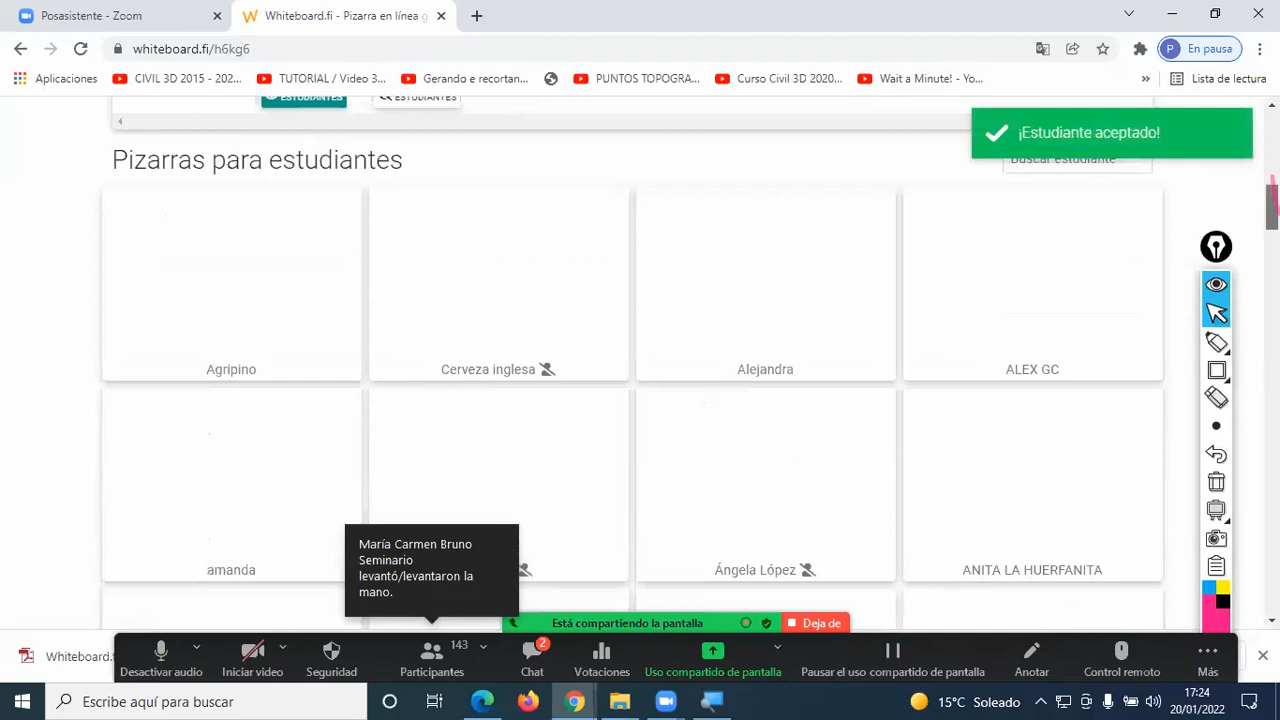 Posasistente - Zoom
Whiteboard.fi - Pizarra en línea g
whiteboard.fi/h6kg6
P En pausa
Aplicaciones
CIVIL 3D 2015 - 202...
TUTORIAL / Video 3...
Gerando e recortan...
PUNTOS TOPOGRA...
Curso Civil 3D 2020...
Wait a Minute! - Yo...
»
Lista de lectura
ESTUDIANTES
ESTUDIANTES
¡Estudiante aceptado!
Pizarras para estudiantes
Buscar estudiante
Agripino
Cerveza inglesa
Alejandra
ALEX GC
amanda
Ángela López
ANITA LA HUERFANITA
María Carmen Bruno
Seminario
levantó/levantaron la
mano.
Está compartiendo la pantalla
Deja de
Whiteboard.f
143
2
Desactivar audio
Iniciar video
Seguridad
Participantes
Chat
Votaciones
Uso compartido de pantalla
Pausar el uso compartido de pantalla
Anotar
Control remoto
Más
Escribe aquí para buscar
15°C Soleado
17:24
20/01/2022